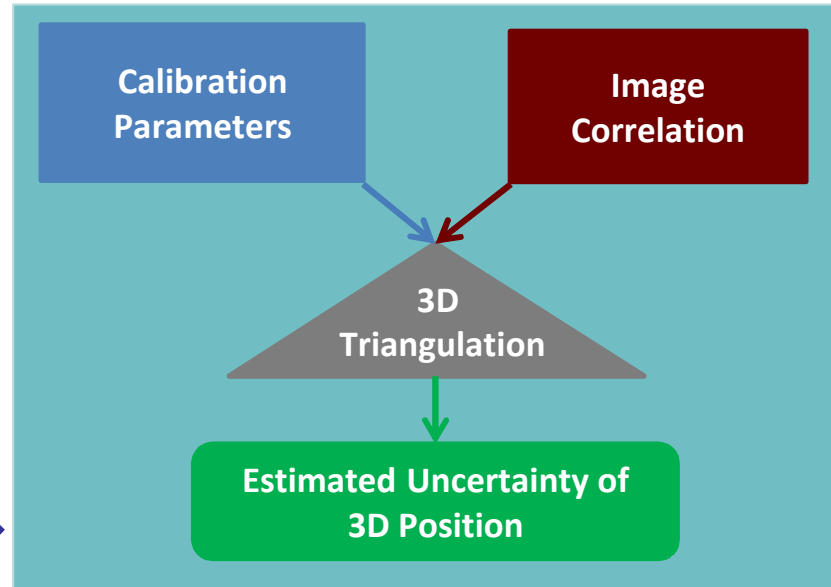 Calibration
Parameters
Image
Correlation
3D
Triangulation
Estimated Uncertainty of
3D Position